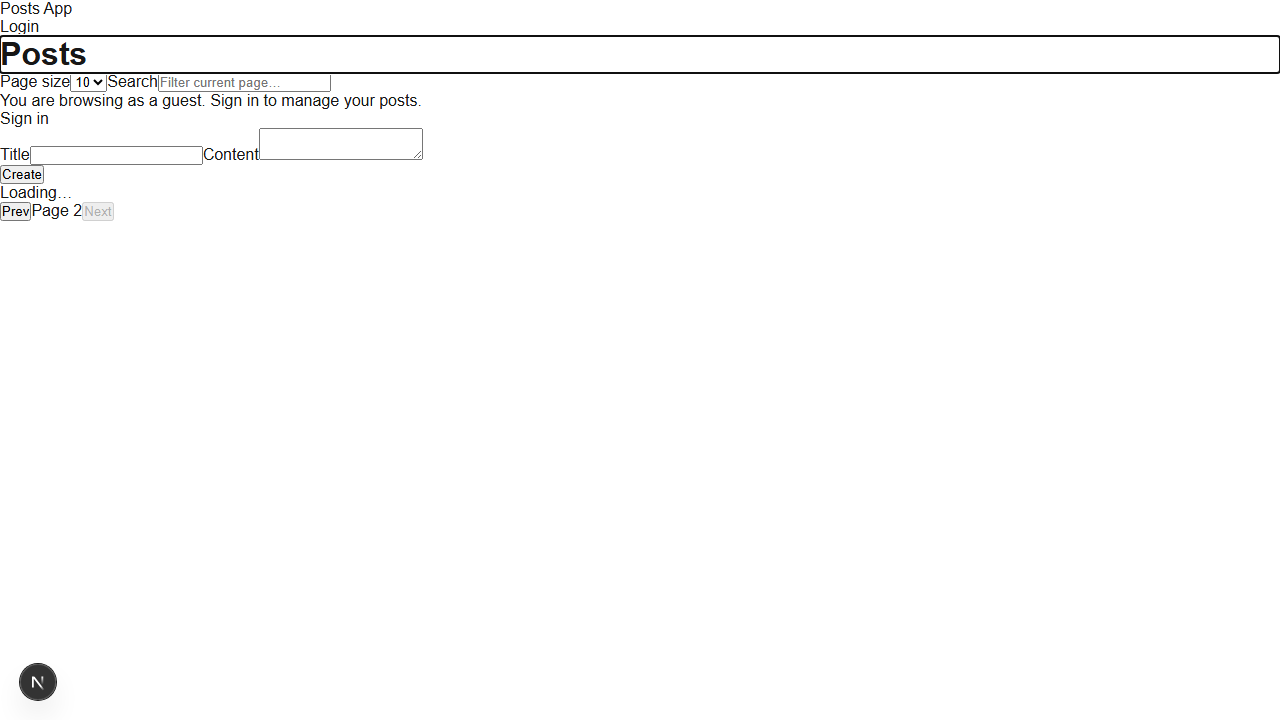 Posts App
Login
Posts
Page size 10 Search Filter current page…
You are browsing as a guest. Sign in to manage your posts.
Sign in
Title Content
Create
Loading…
Prev Page 2 Next
N